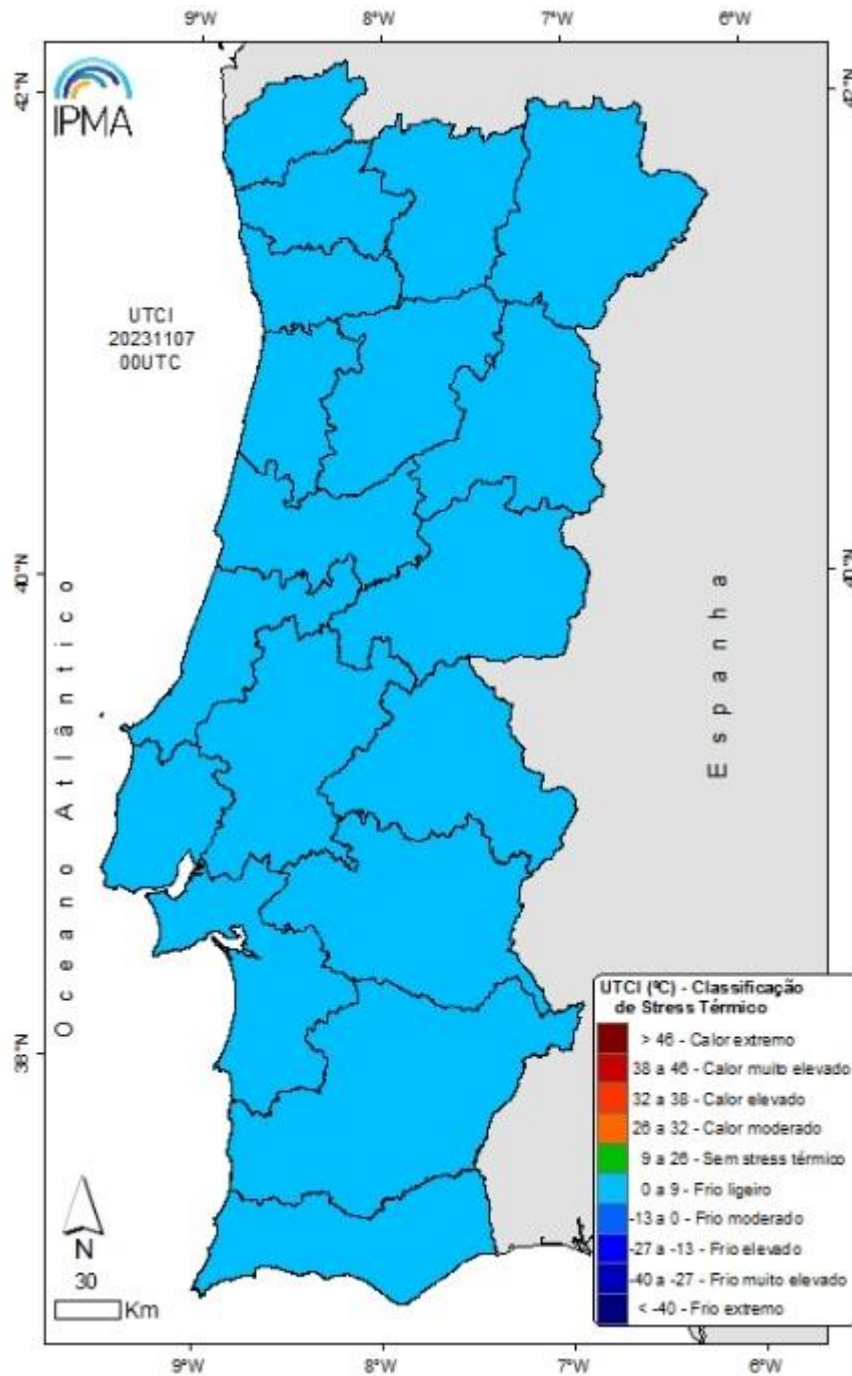 9°W 8°W 7°W 6°W
42°N 42°N
IPMA
UTCI
20231107
00UTC
40°N 40°N
Oceano Atlântico
Espanha
38°N
UTCI (ºC) - Classificação
de Stress Térmico
> 46 - Calor extremo
38 a 46 - Calor muito elevado
32 a 38 - Calor elevado
26 a 32 - Calor moderado
9 a 26 - Sem stress térmico
0 a 9 - Frio ligeiro
-13 a 0 - Frio moderado
-27 a -13 - Frio elevado
-40 a -27 - Frio muito elevado
< -40 - Frio extremo
N
30
Km
9°W 8°W 7°W 6°W